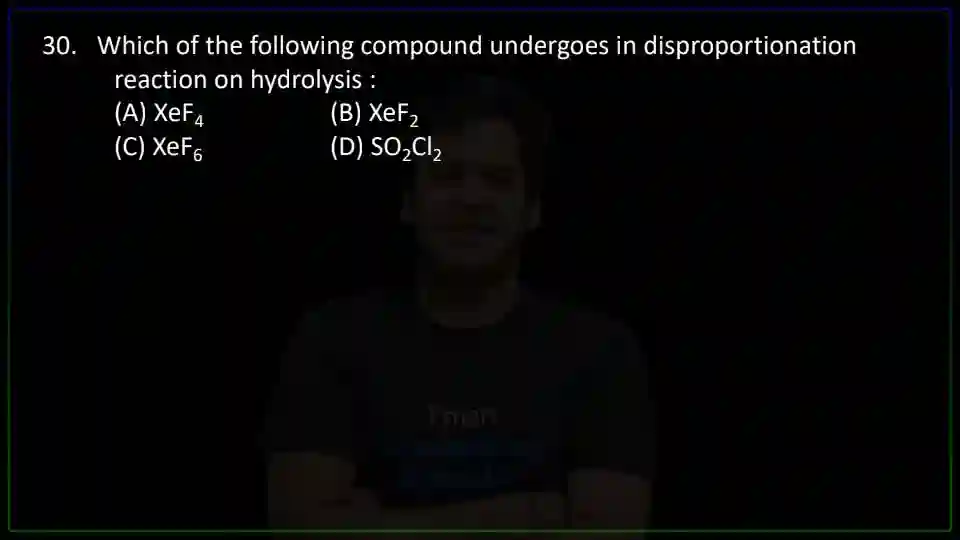 30. Which of the following compound undergoes in disproportionation
reaction on hydrolysis :
(A) XeF₄ (B) XeF₂
(C) XeF₆ (D) SO₂Cl₂